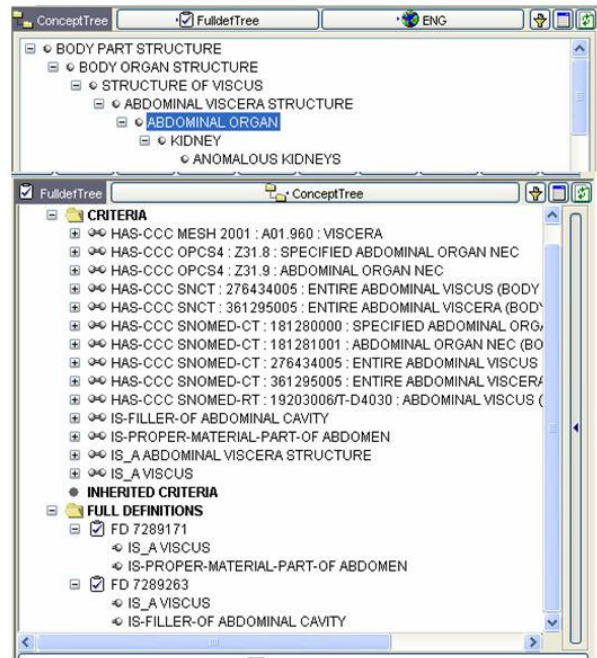 ConceptTree FulldefTree ENG
BODY PART STRUCTURE
BODY ORGAN STRUCTURE
STRUCTURE OF VISCUS
ABDOMINAL VISCERA STRUCTURE
ABDOMINAL ORGAN
KIDNEY
ANOMALOUS KIDNEYS
FulldefTree ConceptTree
CRITERIA
HAS-CCC MESH 2001 : A01.960 : VISCERA
HAS-CCC OPCS4 : Z31.8 : SPECIFIED ABDOMINAL ORGAN NEC
HAS-CCC OPCS4 : Z31.9 : ABDOMINAL ORGAN NEC
HAS-CCC SNCT : 276434005 : ENTIRE ABDOMINAL VISCUS (BODY
HAS-CCC SNCT : 361295005 : ENTIRE ABDOMINAL VISCERA (BODY
HAS-CCC SNOMED-CT : 181280000 : SPECIFIED ABDOMINAL ORGA
HAS-CCC SNOMED-CT : 181281001 : ABDOMINAL ORGAN NEC (BO
HAS-CCC SNOMED-CT : 276434005 : ENTIRE ABDOMINAL VISCUS
HAS-CCC SNOMED-CT : 361295005 : ENTIRE ABDOMINAL VISCERA
HAS-CCC SNOMED-RT : 19203006/T-D4030 : ABDOMINAL VISCUS (
IS-FILLER-OF ABDOMINAL CAVITY
IS-PROPER-MATERIAL-PART-OF ABDOMEN
IS_A ABDOMINAL VISCERA STRUCTURE
IS_A VISCUS
INHERITED CRITERIA
FULL DEFINITIONS
FD 7289171
IS_A VISCUS
IS-PROPER-MATERIAL-PART-OF ABDOMEN
FD 7289263
IS_A VISCUS
IS-FILLER-OF ABDOMINAL CAVITY